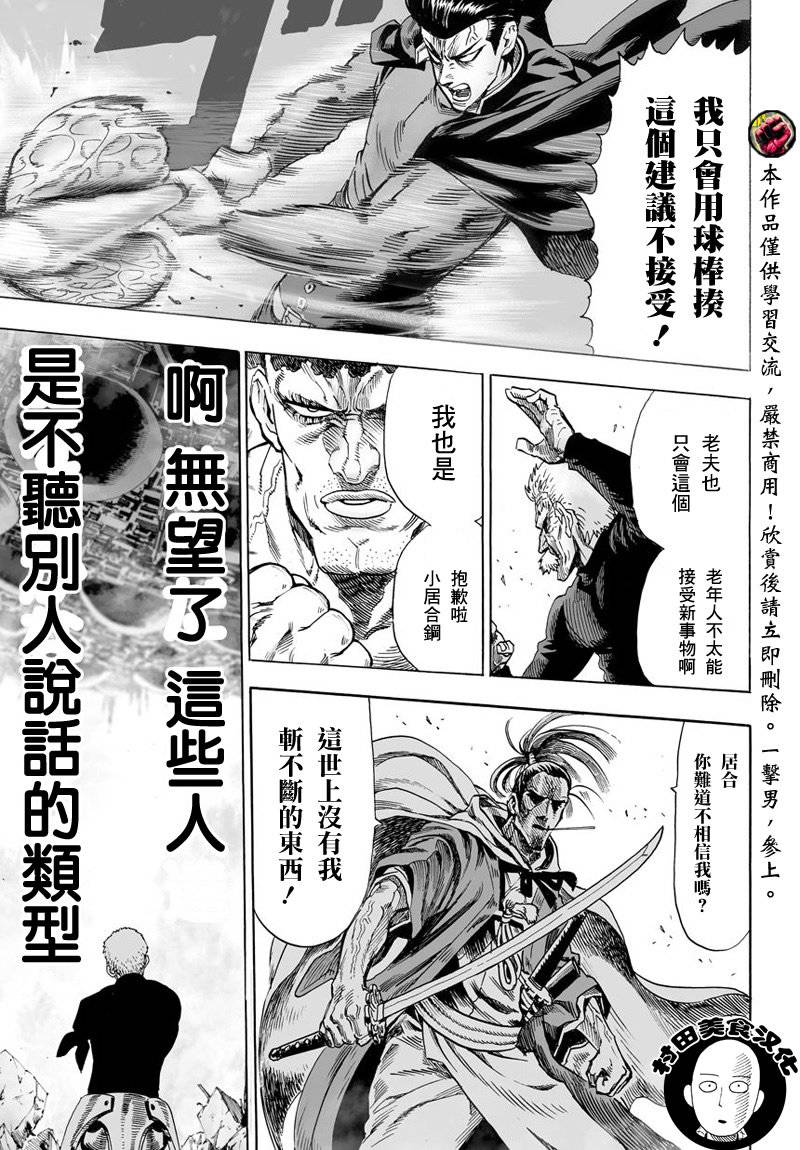 我只會用球棒揍
這個建議不接受！
老夫也
只會這個
老年人不太能
接受新事物啊
我也是
抱歉啦
小居合鋼
居合
你難道不相信我嗎？
這世上沒有我
斬不斷的東西！
啊 無望了 這些人
是不聽別人說話的類型
本作品僅供學習交流，嚴禁商用！欣賞後請立即刪除。一擊男，參上。
村田美食汉化